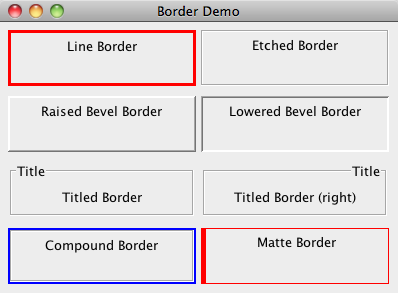 Border Demo
Line Border
Etched Border
Raised Bevel Border
Lowered Bevel Border
Title
Title
Titled Border
Titled Border (right)
Compound Border
Matte Border